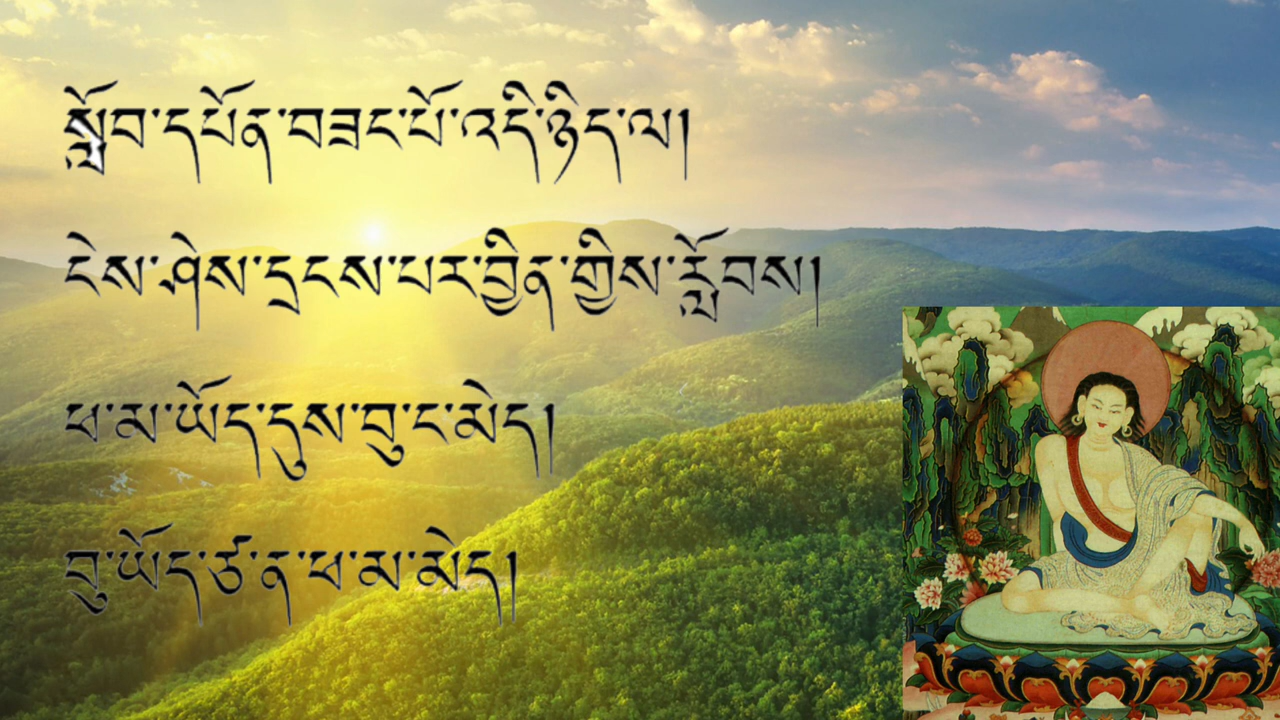 སློབ་དཔོན་བཟང་པོ་འདི་ཉིད་ལ།
ངེས་ཤེས་དྲངས་པར་བྱིན་གྱིས་རློབས།
ཕ་མ་ཡོད་དུས་བུ་ང་མེད།
བུ་ཡོད་ཙ་ན་ཕ་མ་མེད།